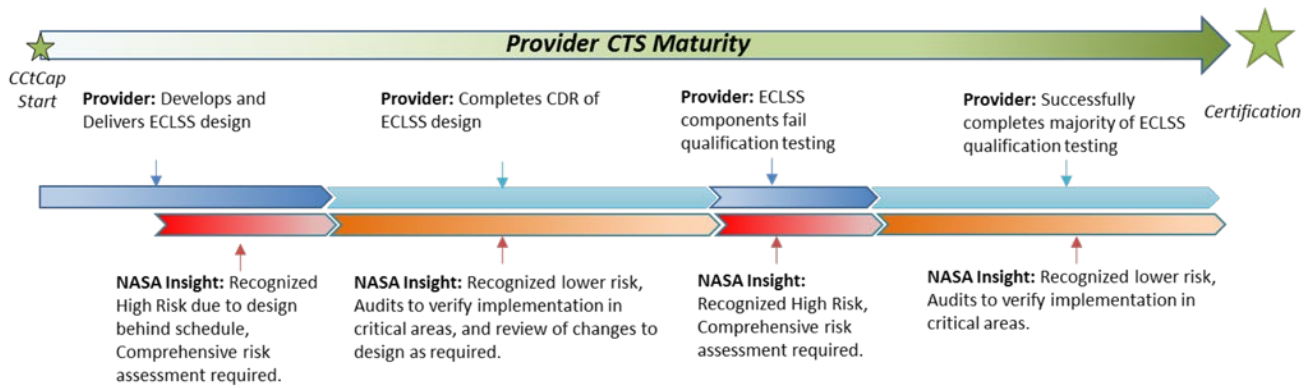 Provider CTS Maturity
CCtCap
Start
Certification
Provider: Develops and
Delivers ECLSS design
Provider: Completes CDR of
ECLSS design
Provider: ECLSS
components fail
qualification testing
Provider: Successfully
completes majority of ECLSS
qualification testing
NASA Insight: Recognized
High Risk due to design
behind schedule,
Comprehensive risk
assessment required.
NASA Insight: Recognized lower risk,
Audits to verify implementation in
critical areas, and review of changes to
design as required.
NASA Insight:
Recognized High Risk,
Comprehensive risk
assessment required.
NASA Insight: Recognized lower risk,
Audits to verify implementation in
critical areas.